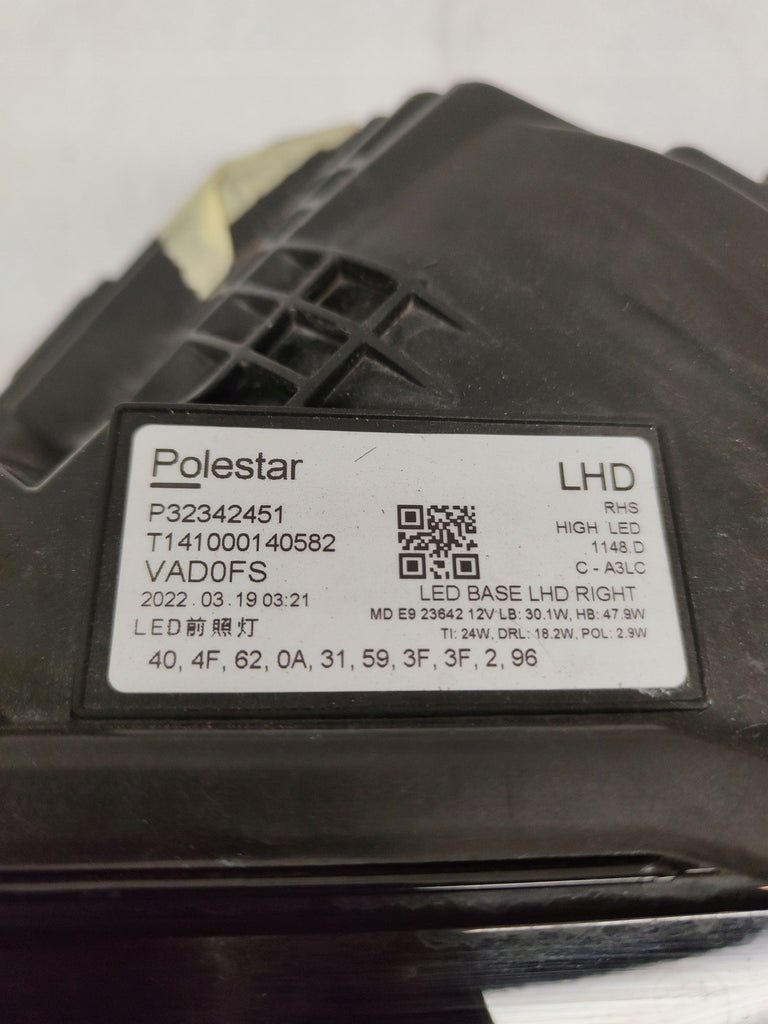 Polestar
LHD
P32342451
RHS
T141000140582
HIGH LED
1148.D
VAD0FS
C - A3LC
2022.03.19 03:21
LED BASE LHD RIGHT
LED前照灯
MD E9 23642 12V LB: 30.1W, HB: 47.9W
TI: 24W, DRL: 18.2W, POL: 2.9W
40, 4F, 62, 0A, 31, 59, 3F, 3F, 2, 96